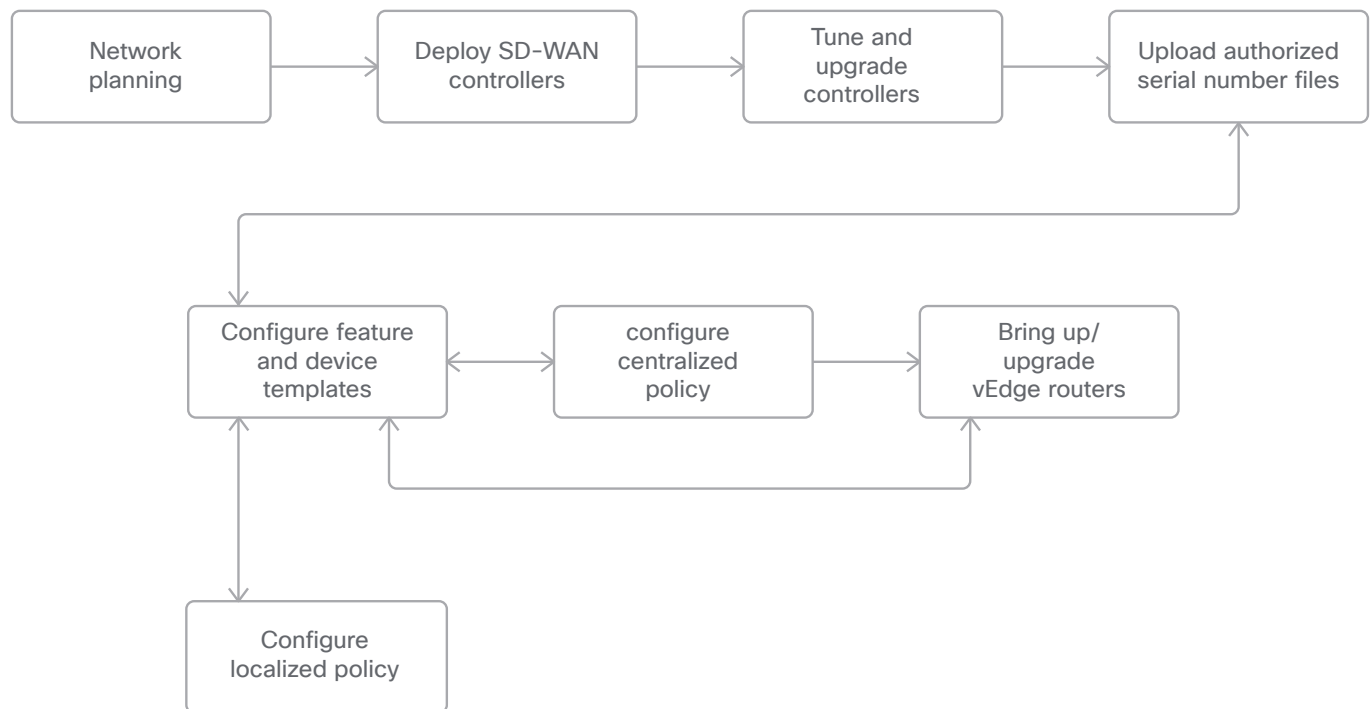 Network
planning
Deploy SD-WAN
controllers
Tune and
upgrade
controllers
Upload authorized
serial number files
Configure feature
and device
templates
configure
centralized
policy
Bring up/
upgrade
vEdge routers
Configure
localized policy